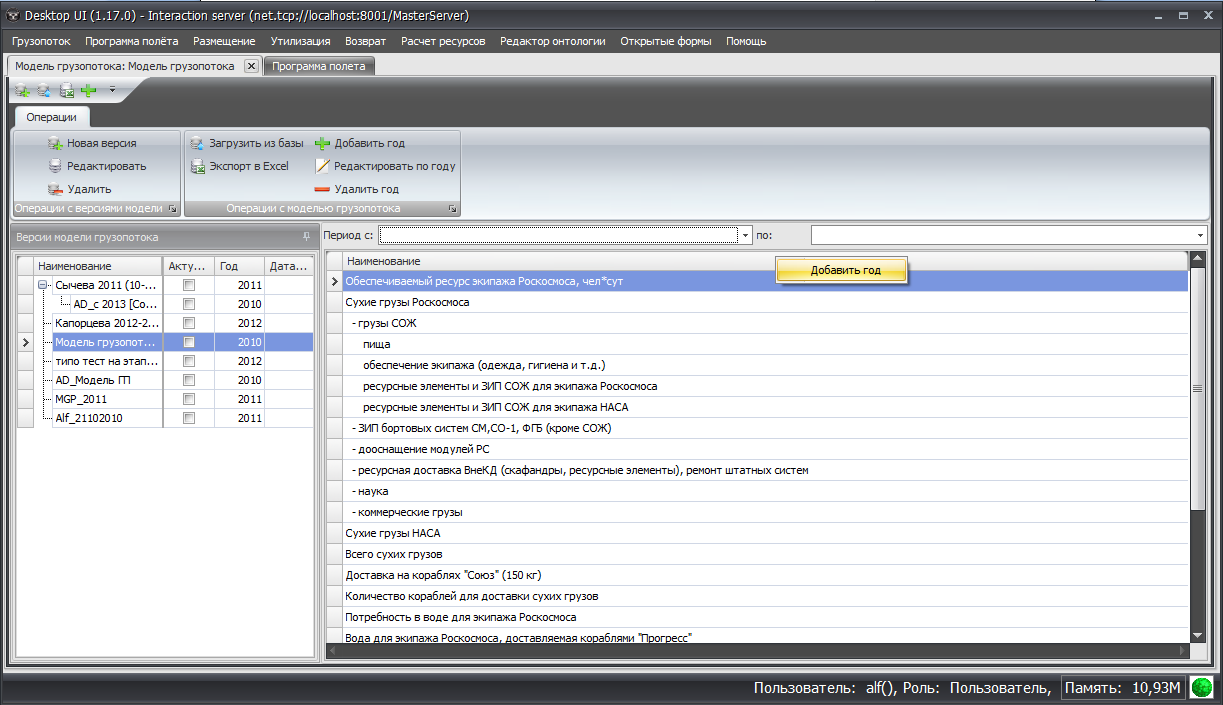 Desktop UI (1.17.0) - Interaction server (net.tcp://localhost:8001/MasterServer)
Грузопоток Программа полёта Размещение Утилизация Возврат Расчет ресурсов Редактор онтологии Открытые формы Помощь
Модель грузопотока: Модель грузопотока Программа полета
Операции
Новая версия Загрузить из базы Добавить год
Редактировать Экспорт в Excel Редактировать по году
Удалить Удалить год
Операции с версиями модели Операции с моделью грузопотока
Версии модели грузопотока
Наименование Акту... Год Дата...
Сычева 2011 (10-... 2011
AD_c 2013 [Co... 2010
Капорцева 2012-2... 2012
Модель грузопот... 2010
типо тест на этап... 2012
AD_Модель ГП 2010
MGP_2011 2011
Alf_21102010 2011
Период с: по:
Наименование
Добавить год
Обеспечиваемый ресурс экипажа Роскосмоса, чел*сут
Сухие грузы Роскосмоса
- грузы СОЖ
пища
обеспечение экипажа (одежда, гигиена и т.д.)
ресурсные элементы и ЗИП СОЖ для экипажа Роскосмоса
ресурсные элементы и ЗИП СОЖ для экипажа НАСА
- ЗИП бортовых систем СМ,СО-1, ФГБ (кроме СОЖ)
- дооснащение модулей РС
- ресурсная доставка ВнеКД (скафандры, ресурсные элементы), ремонт штатных систем
- наука
- коммерческие грузы
Сухие грузы НАСА
Всего сухих грузов
Доставка на кораблях "Союз" (150 кг)
Количество кораблей для доставки сухих грузов
Потребность в воде для экипажа Роскосмоса
Вода для экипажа Роскосмоса, доставляемая кораблями "Прогресс"
Пользователь: alf(), Роль: Пользователь, Память: 10,93M